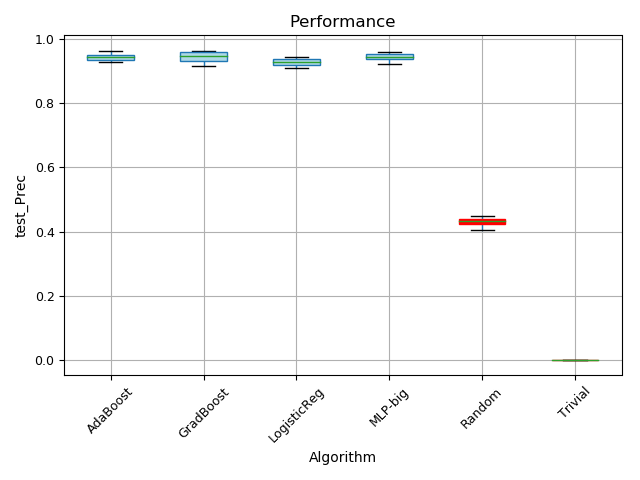 Performance
1.0
0.8
0.6
0.4
0.2
0.0
test_Prec
AdaBoost
GradBoost
LogisticReg
MLP-big
Random
Trivial
Algorithm